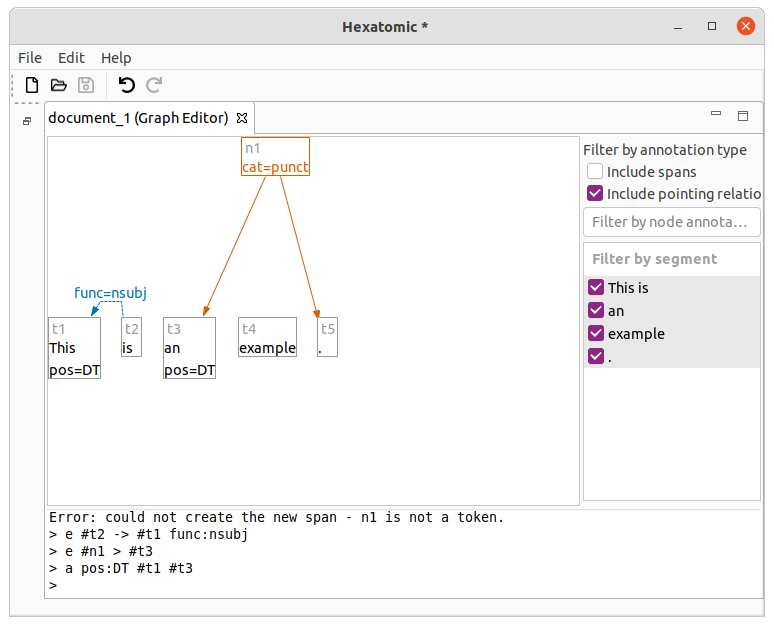 Hexatomic *
File Edit Help
document_1 (Graph Editor)
n1
cat=punct
func=nsubj
t1 t2 t3 t4 t5
This is an example .
pos=DT pos=DT
Filter by annotation type
Include spans
Include pointing relatio
Filter by node annota...
Filter by segment
This is
an
example
.
Error: could not create the new span - n1 is not a token.
> e #t2 -> #t1 func:nsubj
> e #n1 > #t3
> a pos:DT #t1 #t3
>